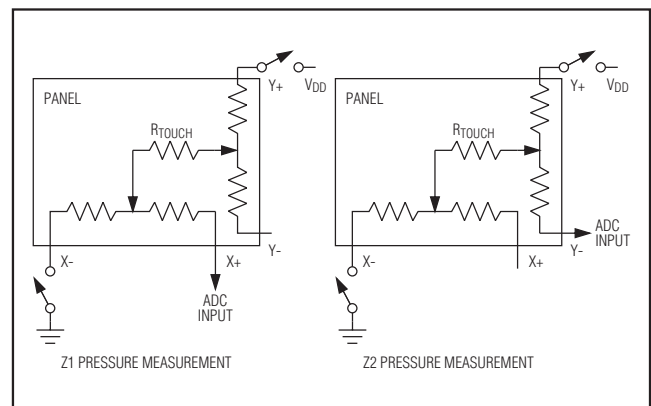 PANEL
Y+
VDD
RTOUCH
X-
X+
Y-
ADC
INPUT
Z1 PRESSURE MEASUREMENT
PANEL
Y+
VDD
RTOUCH
X-
X+
Y-
ADC
INPUT
Z2 PRESSURE MEASUREMENT